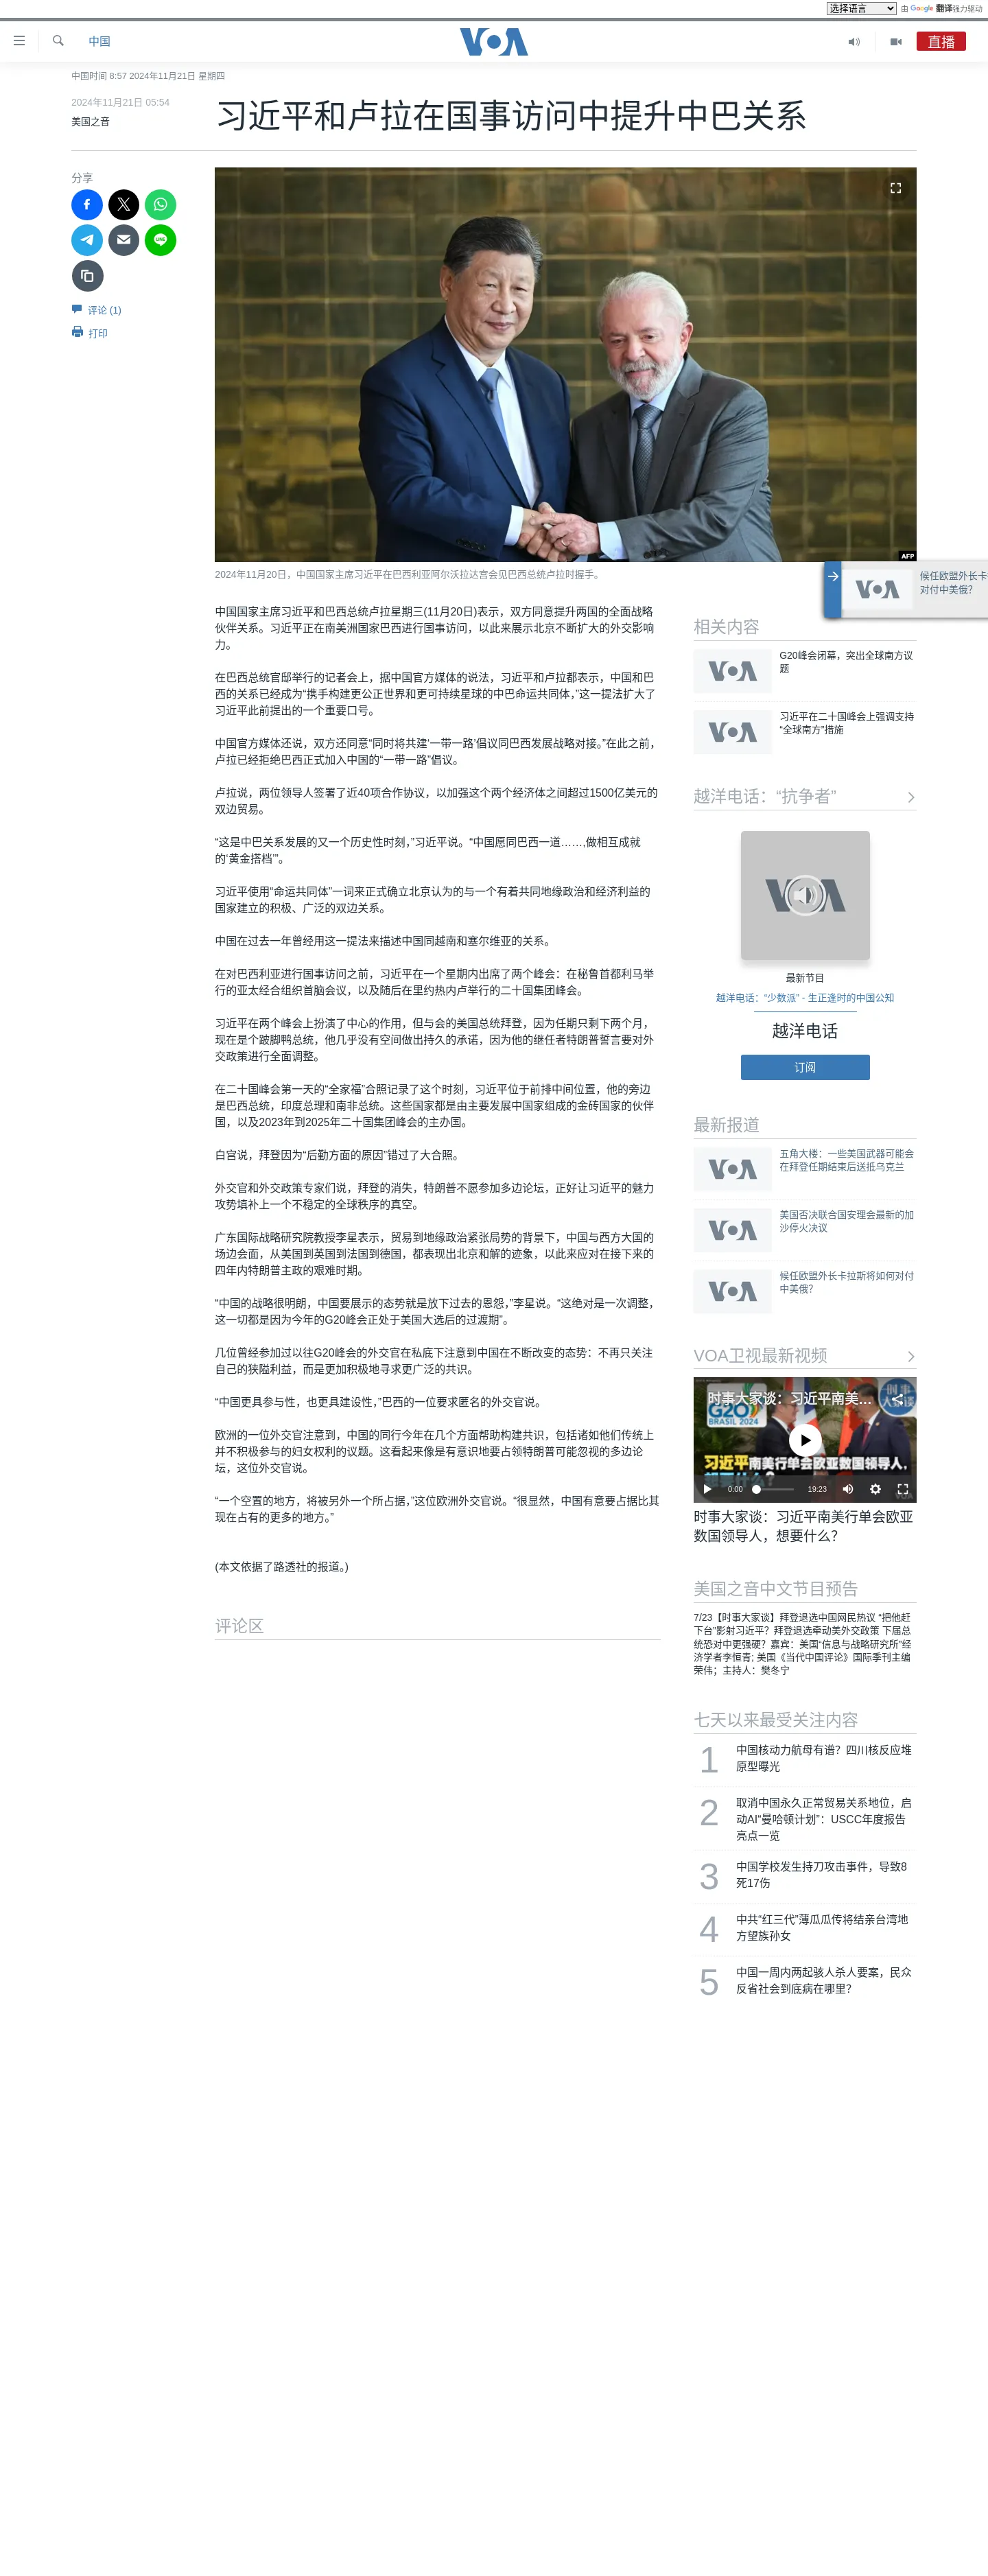 选择语言
由 Google 翻译强力驱动
中国
VOA
直播
中国时间 8:57 2024年11月21日 星期四
2024年11月21日 05:54
美国之音
习近平和卢拉在国事访问中提升中巴关系
分享
LINE
评论 (1)
打印
AFP
2024年11月20日，中国国家主席习近平在巴西利亚阿尔沃拉达宫会见巴西总统卢拉时握手。
VOA
候任欧盟外长卡
对付中美俄？
中国国家主席习近平和巴西总统卢拉星期三(11月20日)表示，双方同意提升两国的全面战略
伙伴关系。习近平正在南美洲国家巴西进行国事访问，以此来展示北京不断扩大的外交影响
力。
在巴西总统官邸举行的记者会上，据中国官方媒体的说法，习近平和卢拉都表示，中国和巴
西的关系已经成为“携手构建更公正世界和更可持续星球的中巴命运共同体，”这一提法扩大了
习近平此前提出的一个重要口号。
中国官方媒体还说，双方还同意“同时将共建‘一带一路’倡议同巴西发展战略对接。”在此之前，
卢拉已经拒绝巴西正式加入中国的“一带一路”倡议。
卢拉说，两位领导人签署了近40项合作协议，以加强这个两个经济体之间超过1500亿美元的
双边贸易。
“这是中巴关系发展的又一个历史性时刻，”习近平说。“中国愿同巴西一道……,做相互成就
的‘黄金搭档’”。
习近平使用“命运共同体”一词来正式确立北京认为的与一个有着共同地缘政治和经济利益的
国家建立的积极、广泛的双边关系。
中国在过去一年曾经用这一提法来描述中国同越南和塞尔维亚的关系。
在对巴西利亚进行国事访问之前，习近平在一个星期内出席了两个峰会：在秘鲁首都利马举
行的亚太经合组织首脑会议，以及随后在里约热内卢举行的二十国集团峰会。
习近平在两个峰会上扮演了中心的作用，但与会的美国总统拜登，因为任期只剩下两个月，
现在是个跛脚鸭总统，他几乎没有空间做出持久的承诺，因为他的继任者特朗普誓言要对外
交政策进行全面调整。
在二十国峰会第一天的“全家福”合照记录了这个时刻，习近平位于前排中间位置，他的旁边
是巴西总统，印度总理和南非总统。这些国家都是由主要发展中国家组成的金砖国家的伙伴
国，以及2023年到2025年二十国集团峰会的主办国。
白宫说，拜登因为“后勤方面的原因”错过了大合照。
外交官和外交政策专家们说，拜登的消失，特朗普不愿参加多边论坛，正好让习近平的魅力
攻势填补上一个不稳定的全球秩序的真空。
广东国际战略研究院教授李星表示，贸易到地缘政治紧张局势的背景下，中国与西方大国的
场边会面，从美国到英国到法国到德国，都表现出北京和解的迹象，以此来应对在接下来的
四年内特朗普主政的艰难时期。
“中国的战略很明朗，中国要展示的态势就是放下过去的恩怨，”李星说。“这绝对是一次调整，
这一切都是因为今年的G20峰会正处于美国大选后的过渡期”。
几位曾经参加过以往G20峰会的外交官在私底下注意到中国在不断改变的态势：不再只关注
自己的狭隘利益，而是更加积极地寻求更广泛的共识。
“中国更具参与性，也更具建设性，”巴西的一位要求匿名的外交官说。
欧洲的一位外交官注意到，中国的同行今年在几个方面帮助构建共识，包括诸如他们传统上
并不积极参与的妇女权利的议题。这看起来像是有意识地要占领特朗普可能忽视的多边论
坛，这位外交官说。
“一个空置的地方，将被另外一个所占据，”这位欧洲外交官说。“很显然，中国有意要占据比其
现在占有的更多的地方。”
(本文依据了路透社的报道。)
评论区
相关内容
VOA
G20峰会闭幕，突出全球南方议
题
VOA
习近平在二十国峰会上强调支持
“全球南方”措施
越洋电话：“抗争者”
VOA
最新节目
越洋电话：“少数派” - 生正逢时的中国公知
越洋电话
订阅
最新报道
VOA
五角大楼：一些美国武器可能会
在拜登任期结束后送抵乌克兰
VOA
美国否决联合国安理会最新的加
沙停火决议
VOA
候任欧盟外长卡拉斯将如何对付
中美俄？
VOA卫视最新视频
时事大家谈：习近平南美…
G20
BRASIL 2024
习近平南美行单会欧亚数国领导人，
0:00
19:23
时事大家谈：习近平南美行单会欧亚
数国领导人，想要什么？
美国之音中文节目预告
7/23【时事大家谈】拜登退选中国网民热议 “把他赶
下台”影射习近平？拜登退选牵动美外交政策 下届总
统恐对中更强硬？嘉宾：美国“信息与战略研究所”经
济学者李恒青; 美国《当代中国评论》国际季刊主编
荣伟；主持人：樊冬宁
七天以来最受关注内容
1
中国核动力航母有谱？四川核反应堆
原型曝光
2
取消中国永久正常贸易关系地位，启
动AI“曼哈顿计划”：USCC年度报告
亮点一览
3
中国学校发生持刀攻击事件，导致8
死17伤
4
中共“红三代”薄瓜瓜传将结亲台湾地
方望族孙女
5
中国一周内两起骇人杀人要案，民众
反省社会到底病在哪里？